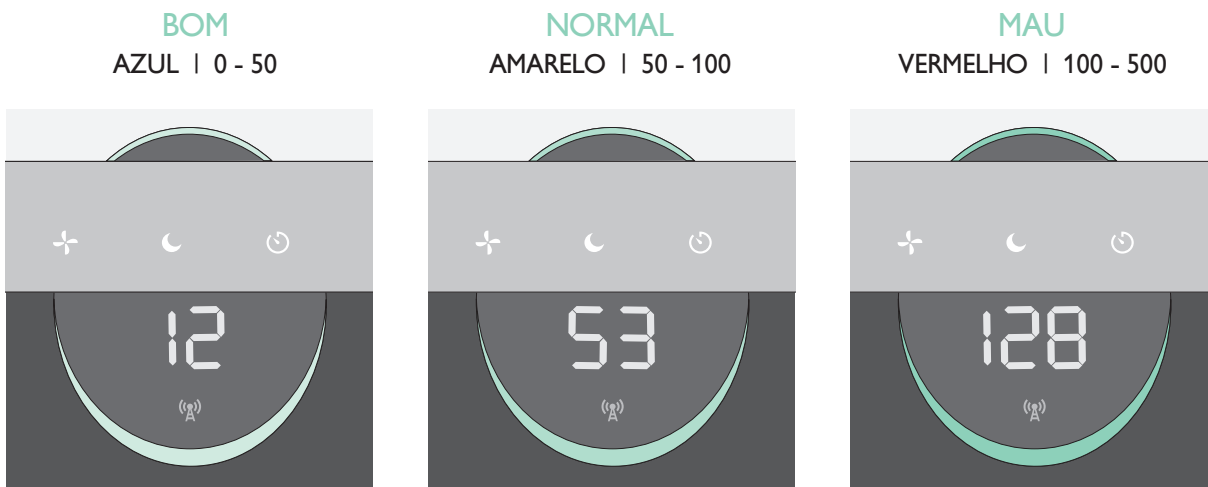 BOM
AZUL | 0 - 50
NORMAL
AMARELO | 50 - 100
MAU
VERMELHO | 100 - 500
12
53
128